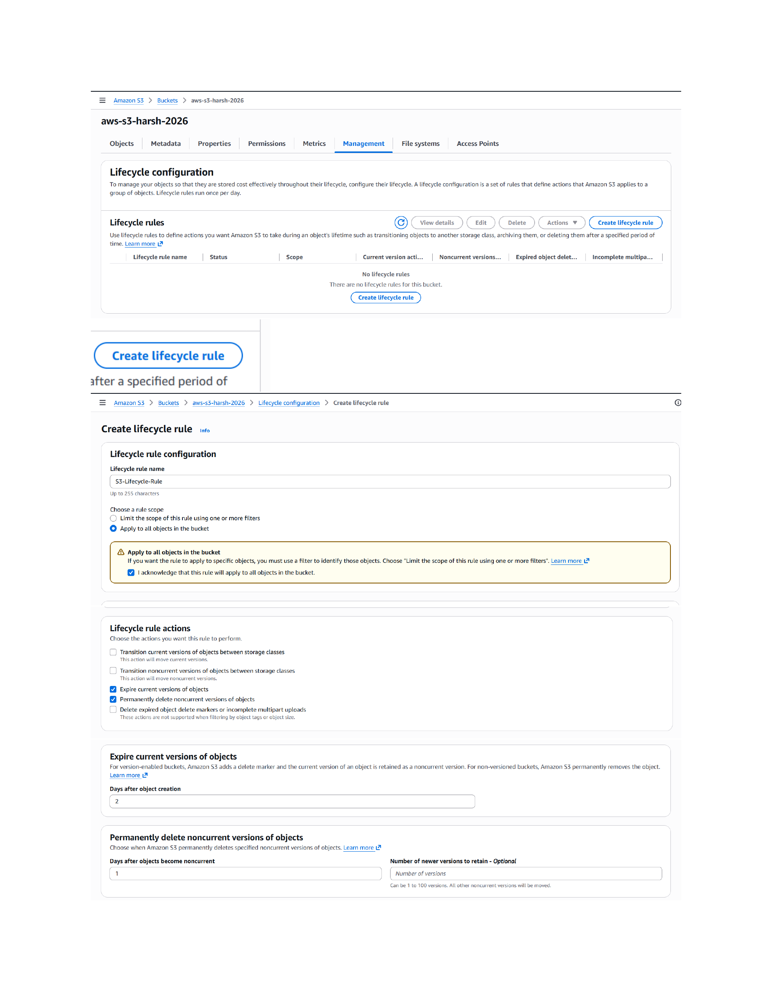 Amazon S3 > Buckets > aws-s3-harsh-2026
aws-s3-harsh-2026
Objects Metadata Properties Permissions Metrics Management File systems Access Points
Lifecycle configuration
To manage your objects so that they are stored cost effectively throughout their lifecycle, configure their lifecycle. A lifecycle configuration is a set of rules that define actions that Amazon S3 applies to a
group of objects. Lifecycle rules run once per day.
Lifecycle rules View details Edit Delete Actions Create lifecycle rule
Use lifecycle rules to define actions you want Amazon S3 to take during an object's lifetime such as transitioning objects to another storage class, archiving them, or deleting them after a specified period of
time. Learn more
Lifecycle rule name Status Scope Current version acti... Noncurrent versions... Expired object delet... Incomplete multipa...
No lifecycle rules
There are no lifecycle rules for this bucket.
Create lifecycle rule
Create lifecycle rule
after a specified period of
Amazon S3 > Buckets > aws-s3-harsh-2026 > Lifecycle configuration > Create lifecycle rule
Create lifecycle rule Info
Lifecycle rule configuration
Lifecycle rule name
S3-Lifecycle-Rule
Up to 255 characters
Choose a rule scope
Limit the scope of this rule using one or more filters
Apply to all objects in the bucket
Apply to all objects in the bucket
If you want the rule to apply to specific objects, you must use a filter to identify those objects. Choose "Limit the scope of this rule using one or more filters". Learn more
I acknowledge that this rule will apply to all objects in the bucket.
Lifecycle rule actions
Choose the actions you want this rule to perform.
Transition current versions of objects between storage classes
This action will move current versions.
Transition noncurrent versions of objects between storage classes
This action will move noncurrent versions.
Expire current versions of objects
Permanently delete noncurrent versions of objects
Delete expired object delete markers or incomplete multipart uploads
These actions are not supported when filtering by object tags or object size.
Expire current versions of objects
For version-enabled buckets, Amazon S3 adds a delete marker and the current version of an object is retained as a noncurrent version. For non-versioned buckets, Amazon S3 permanently removes the object.
Learn more
Days after object creation
2
Permanently delete noncurrent versions of objects
Choose when Amazon S3 permanently deletes specified noncurrent versions of objects. Learn more
Days after objects become noncurrent Number of newer versions to retain - Optional
1 Number of versions
Can be 1 to 100 versions. All other noncurrent versions will be moved.